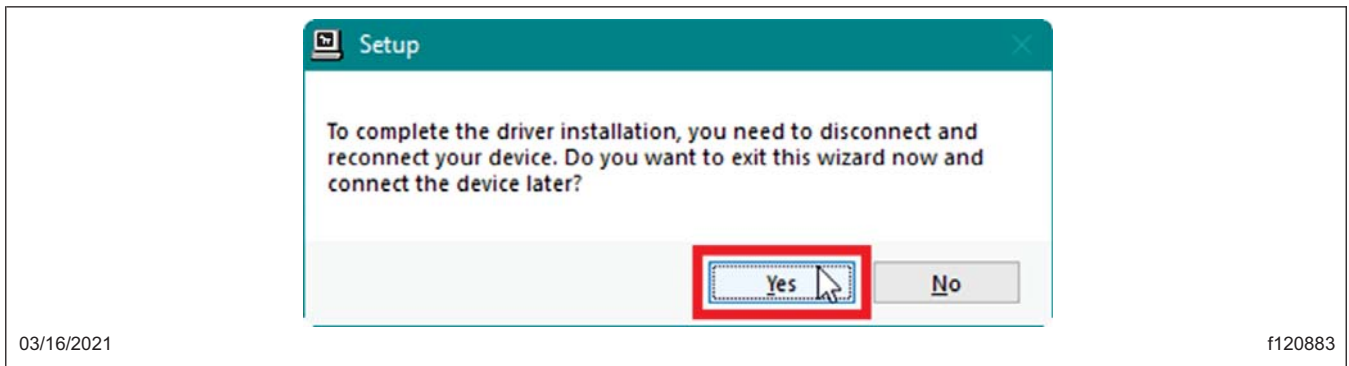 Setup
To complete the driver installation, you need to disconnect and
reconnect your device. Do you want to exit this wizard now and
connect the device later?
Yes
No
03/16/2021
f120883